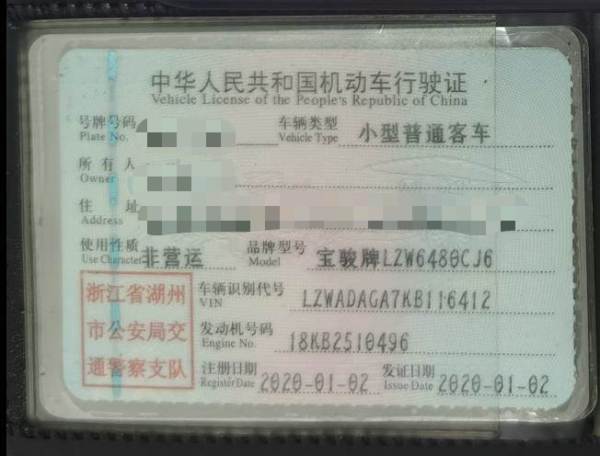 中华人民共和国机动车行驶证
Vehicle License of the People's Republic of China
号牌号码 车辆类型 小型普通客车
Plate No. Vehicle Type
所有人
Owner
住址
Address
使用性质 非营运 品牌型号 宝骏牌LZW6480CJ6
Use Character Model
浙江省湖州 车辆识别代号 LZWADAGA7KB116412
VIN
市公安局交 发动机号码 18KB2510496
Engine No.
通警察支队 注册日期 2020-01-02 发证日期 2020-01-02
Register Date Issue Date